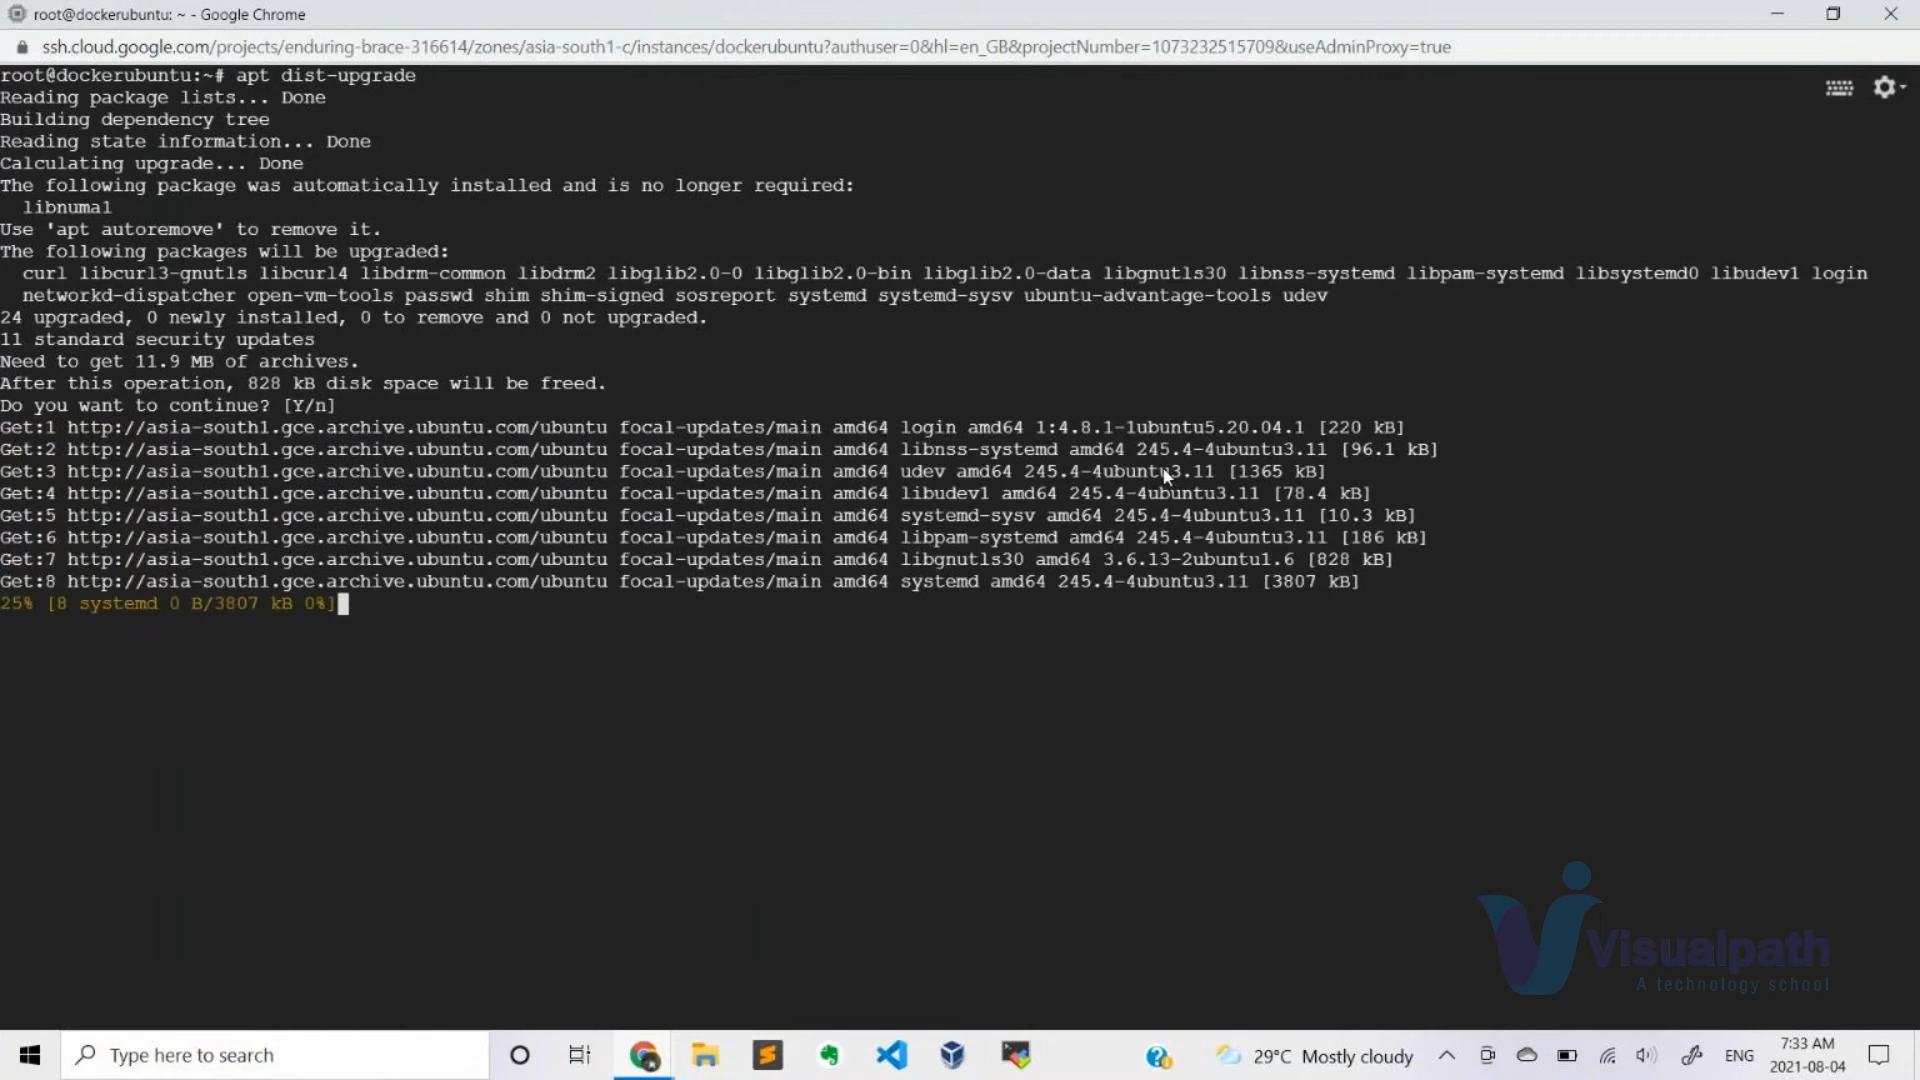 root@dockerubuntu: ~ - Google Chrome
ssh.cloud.google.com/projects/enduring-brace-316614/zones/asia-south1-c/instances/dockerubuntu?authuser=0&hl=en_GB&projectNumber=1073232515709&useAdminProxy=true
root@dockerubuntu:~# apt dist-upgrade
Reading package lists... Done
Building dependency tree
Reading state information... Done
Calculating upgrade... Done
The following package was automatically installed and is no longer required:
  libnuma1
Use 'apt autoremove' to remove it.
The following packages will be upgraded:
  curl libcurl3-gnutls libcurl4 libdrm-common libdrm2 libglib2.0-0 libglib2.0-bin libglib2.0-data libgnutls30 libnss-systemd libpam-systemd libsystemd0 libudev1 login
  networkd-dispatcher open-vm-tools passwd shim shim-signed sosreport systemd systemd-sysv ubuntu-advantage-tools udev
24 upgraded, 0 newly installed, 0 to remove and 0 not upgraded.
11 standard security updates
Need to get 11.9 MB of archives.
After this operation, 828 kB disk space will be freed.
Do you want to continue? [Y/n]
Get:1 http://asia-south1.gce.archive.ubuntu.com/ubuntu focal-updates/main amd64 login amd64 1:4.8.1-1ubuntu5.20.04.1 [220 kB]
Get:2 http://asia-south1.gce.archive.ubuntu.com/ubuntu focal-updates/main amd64 libnss-systemd amd64 245.4-4ubuntu3.11 [96.1 kB]
Get:3 http://asia-south1.gce.archive.ubuntu.com/ubuntu focal-updates/main amd64 udev amd64 245.4-4ubuntu3.11 [1365 kB]
Get:4 http://asia-south1.gce.archive.ubuntu.com/ubuntu focal-updates/main amd64 libudev1 amd64 245.4-4ubuntu3.11 [78.4 kB]
Get:5 http://asia-south1.gce.archive.ubuntu.com/ubuntu focal-updates/main amd64 systemd-sysv amd64 245.4-4ubuntu3.11 [10.3 kB]
Get:6 http://asia-south1.gce.archive.ubuntu.com/ubuntu focal-updates/main amd64 libpam-systemd amd64 245.4-4ubuntu3.11 [186 kB]
Get:7 http://asia-south1.gce.archive.ubuntu.com/ubuntu focal-updates/main amd64 libgnutls30 amd64 3.6.13-2ubuntu1.6 [828 kB]
Get:8 http://asia-south1.gce.archive.ubuntu.com/ubuntu focal-updates/main amd64 systemd amd64 245.4-4ubuntu3.11 [3807 kB]
25% [8 systemd 0 B/3807 kB 0%]
Visualpath
A technology school
Type here to search
29°C Mostly cloudy
ENG
7:33 AM
2021-08-04